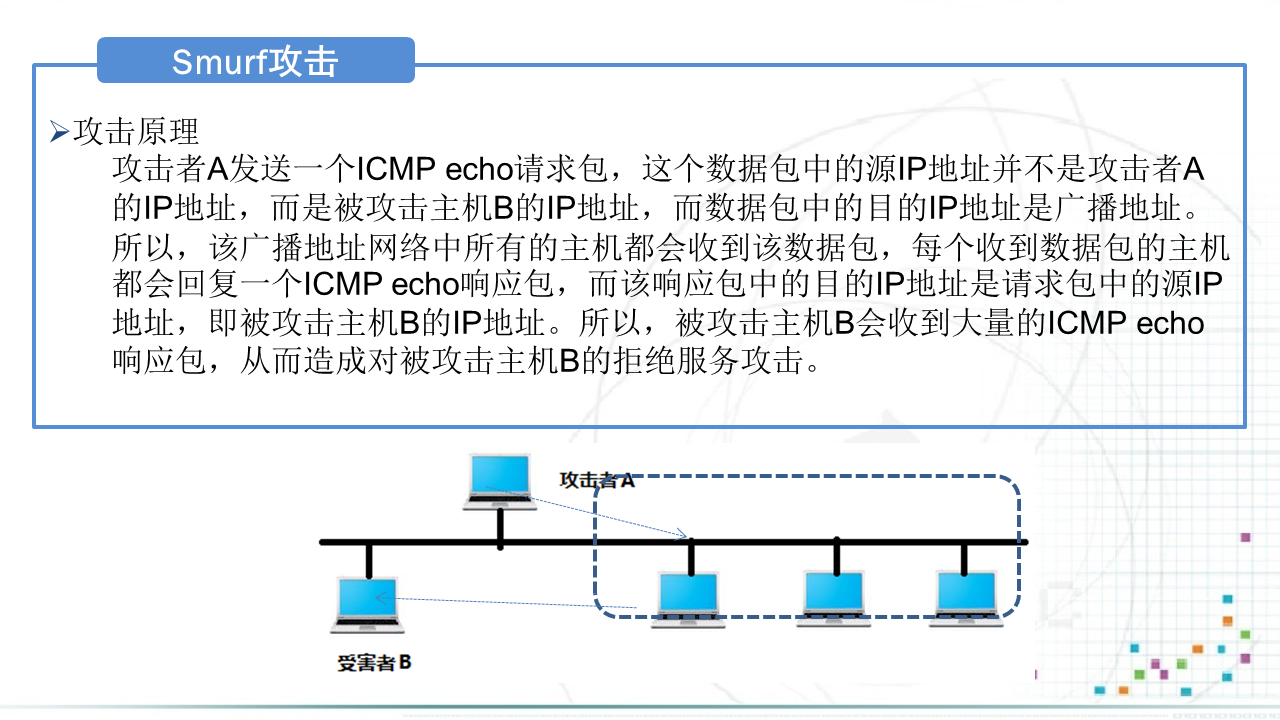 Smurf攻击
➢攻击原理
攻击者A发送一个ICMP echo请求包，这个数据包中的源IP地址并不是攻击者A
的IP地址，而是被攻击主机B的IP地址，而数据包中的目的IP地址是广播地址。
所以，该广播地址网络中所有的主机都会收到该数据包，每个收到数据包的主机
都会回复一个ICMP echo响应包，而该响应包中的目的IP地址是请求包中的源IP
地址，即被攻击主机B的IP地址。所以，被攻击主机B会收到大量的ICMP echo
响应包，从而造成对被攻击主机B的拒绝服务攻击。
攻击者A
受害者B